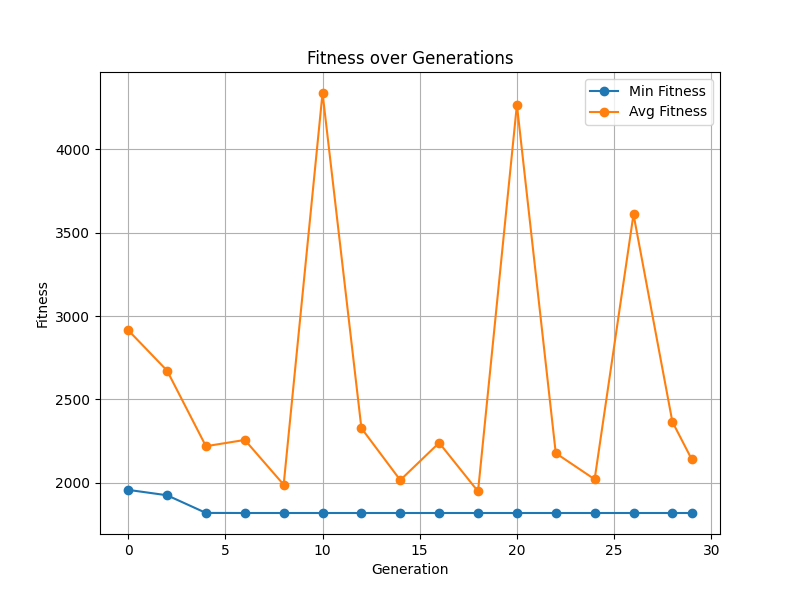 Fitness over Generations
Min Fitness
Avg Fitness
4000
3500
3000
2500
2000
Fitness
0 5 10 15 20 25 30
Generation